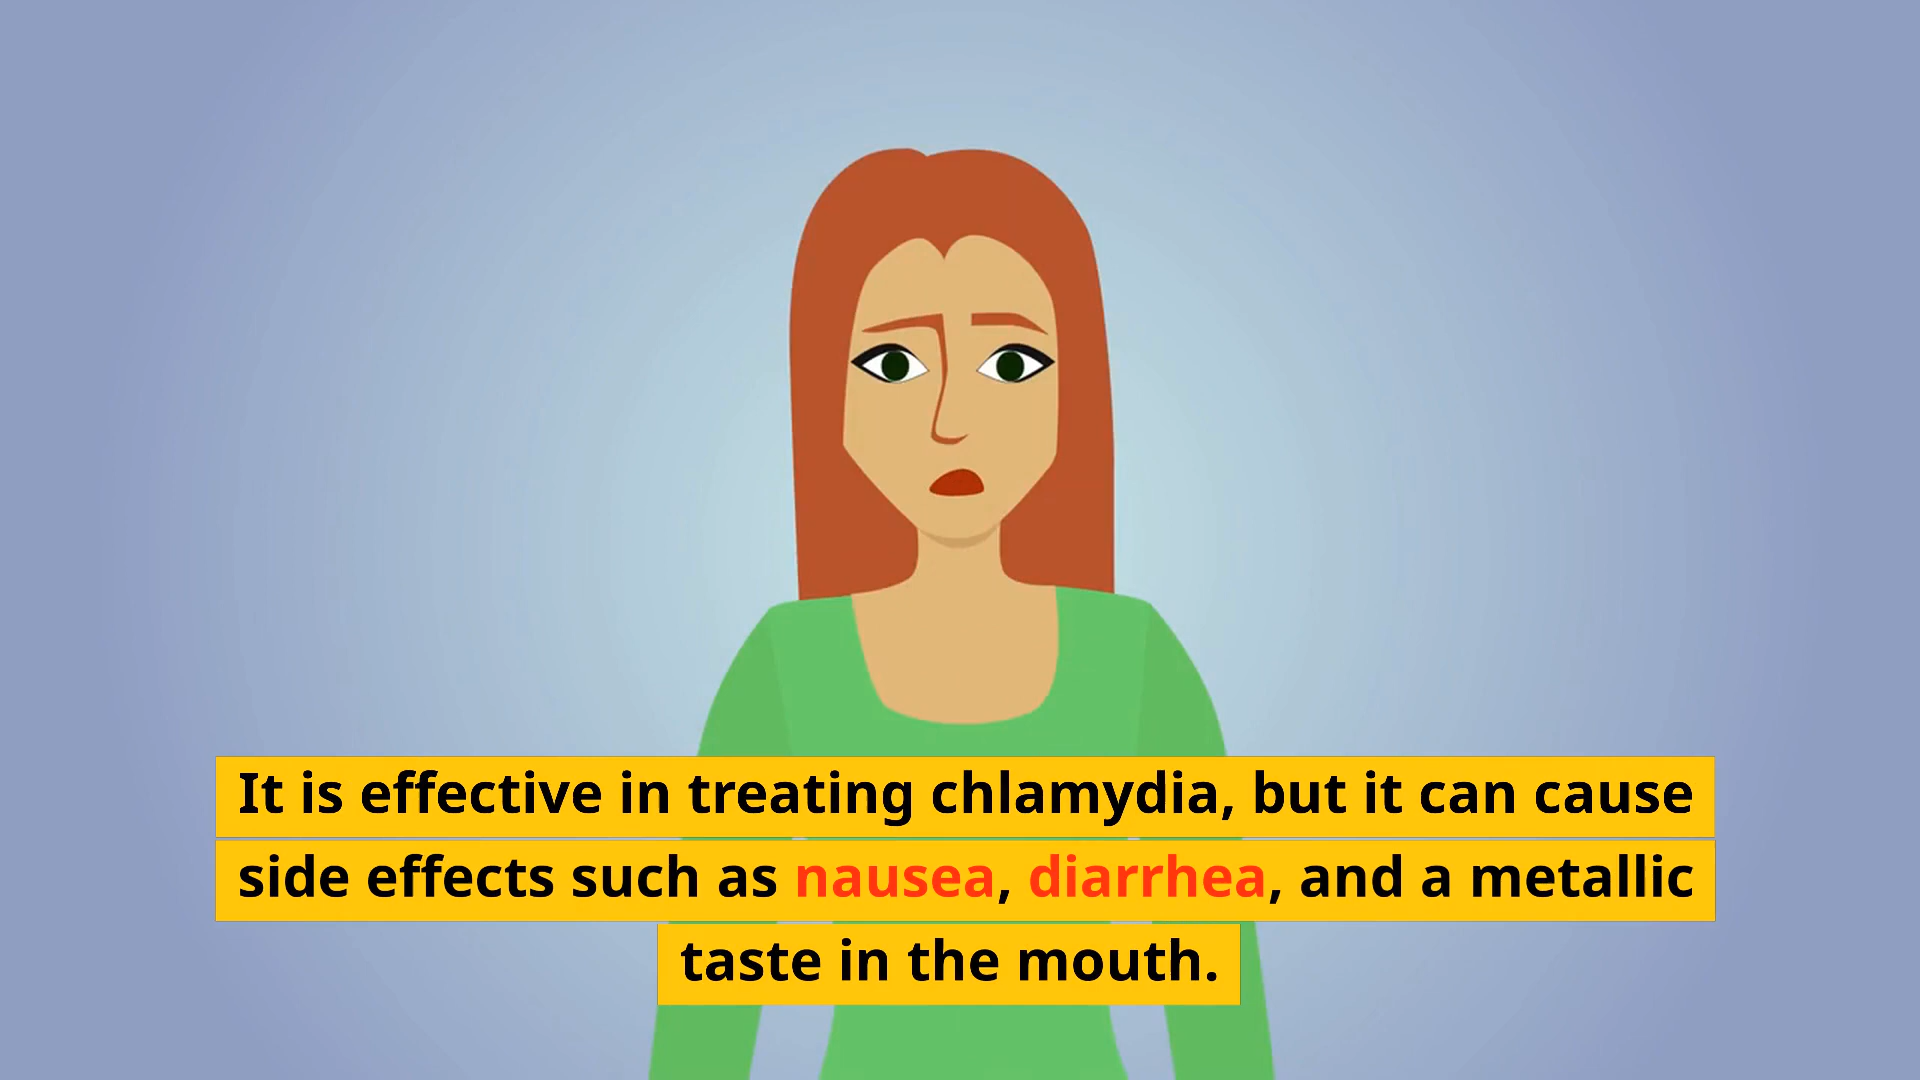 It is effective in treating chlamydia, but it can cause
side effects such as nausea, diarrhea, and a metallic
taste in the mouth.